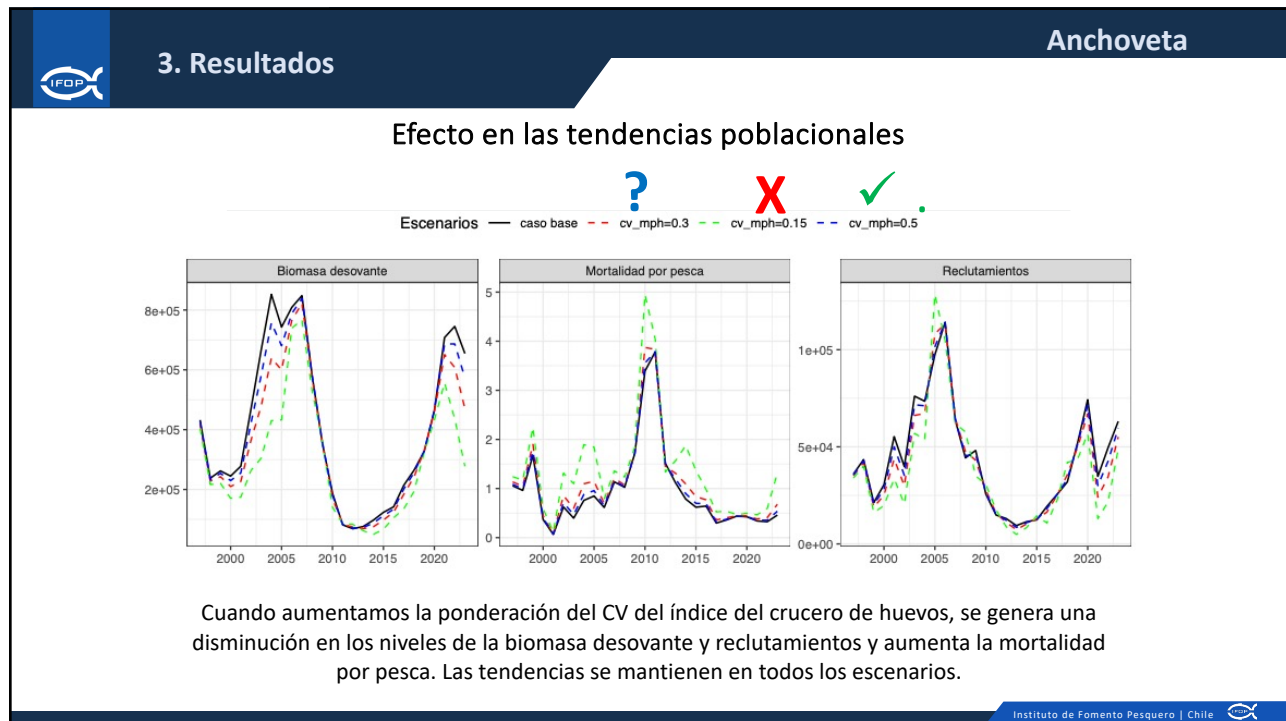 Anchoveta
IFOP
3. Resultados
Efecto en las tendencias poblacionales
? X ✓.
Escenarios caso base cv_mph=0.3 cv_mph=0.15 cv_mph=0.5
Biomasa desovante
8e+05
6e+05
4e+05
2e+05
2000 2005 2010 2015 2020
Mortalidad por pesca
5
4
3
2
1
0
2000 2005 2010 2015 2020
Reclutamientos
1e+05
5e+04
0e+00
2000 2005 2010 2015 2020
Cuando aumentamos la ponderación del CV del índice del crucero de huevos, se genera una
disminución en los niveles de la biomasa desovante y reclutamientos y aumenta la mortalidad
por pesca. Las tendencias se mantienen en todos los escenarios.
Instituto de Fomento Pesquero | Chile IFOP